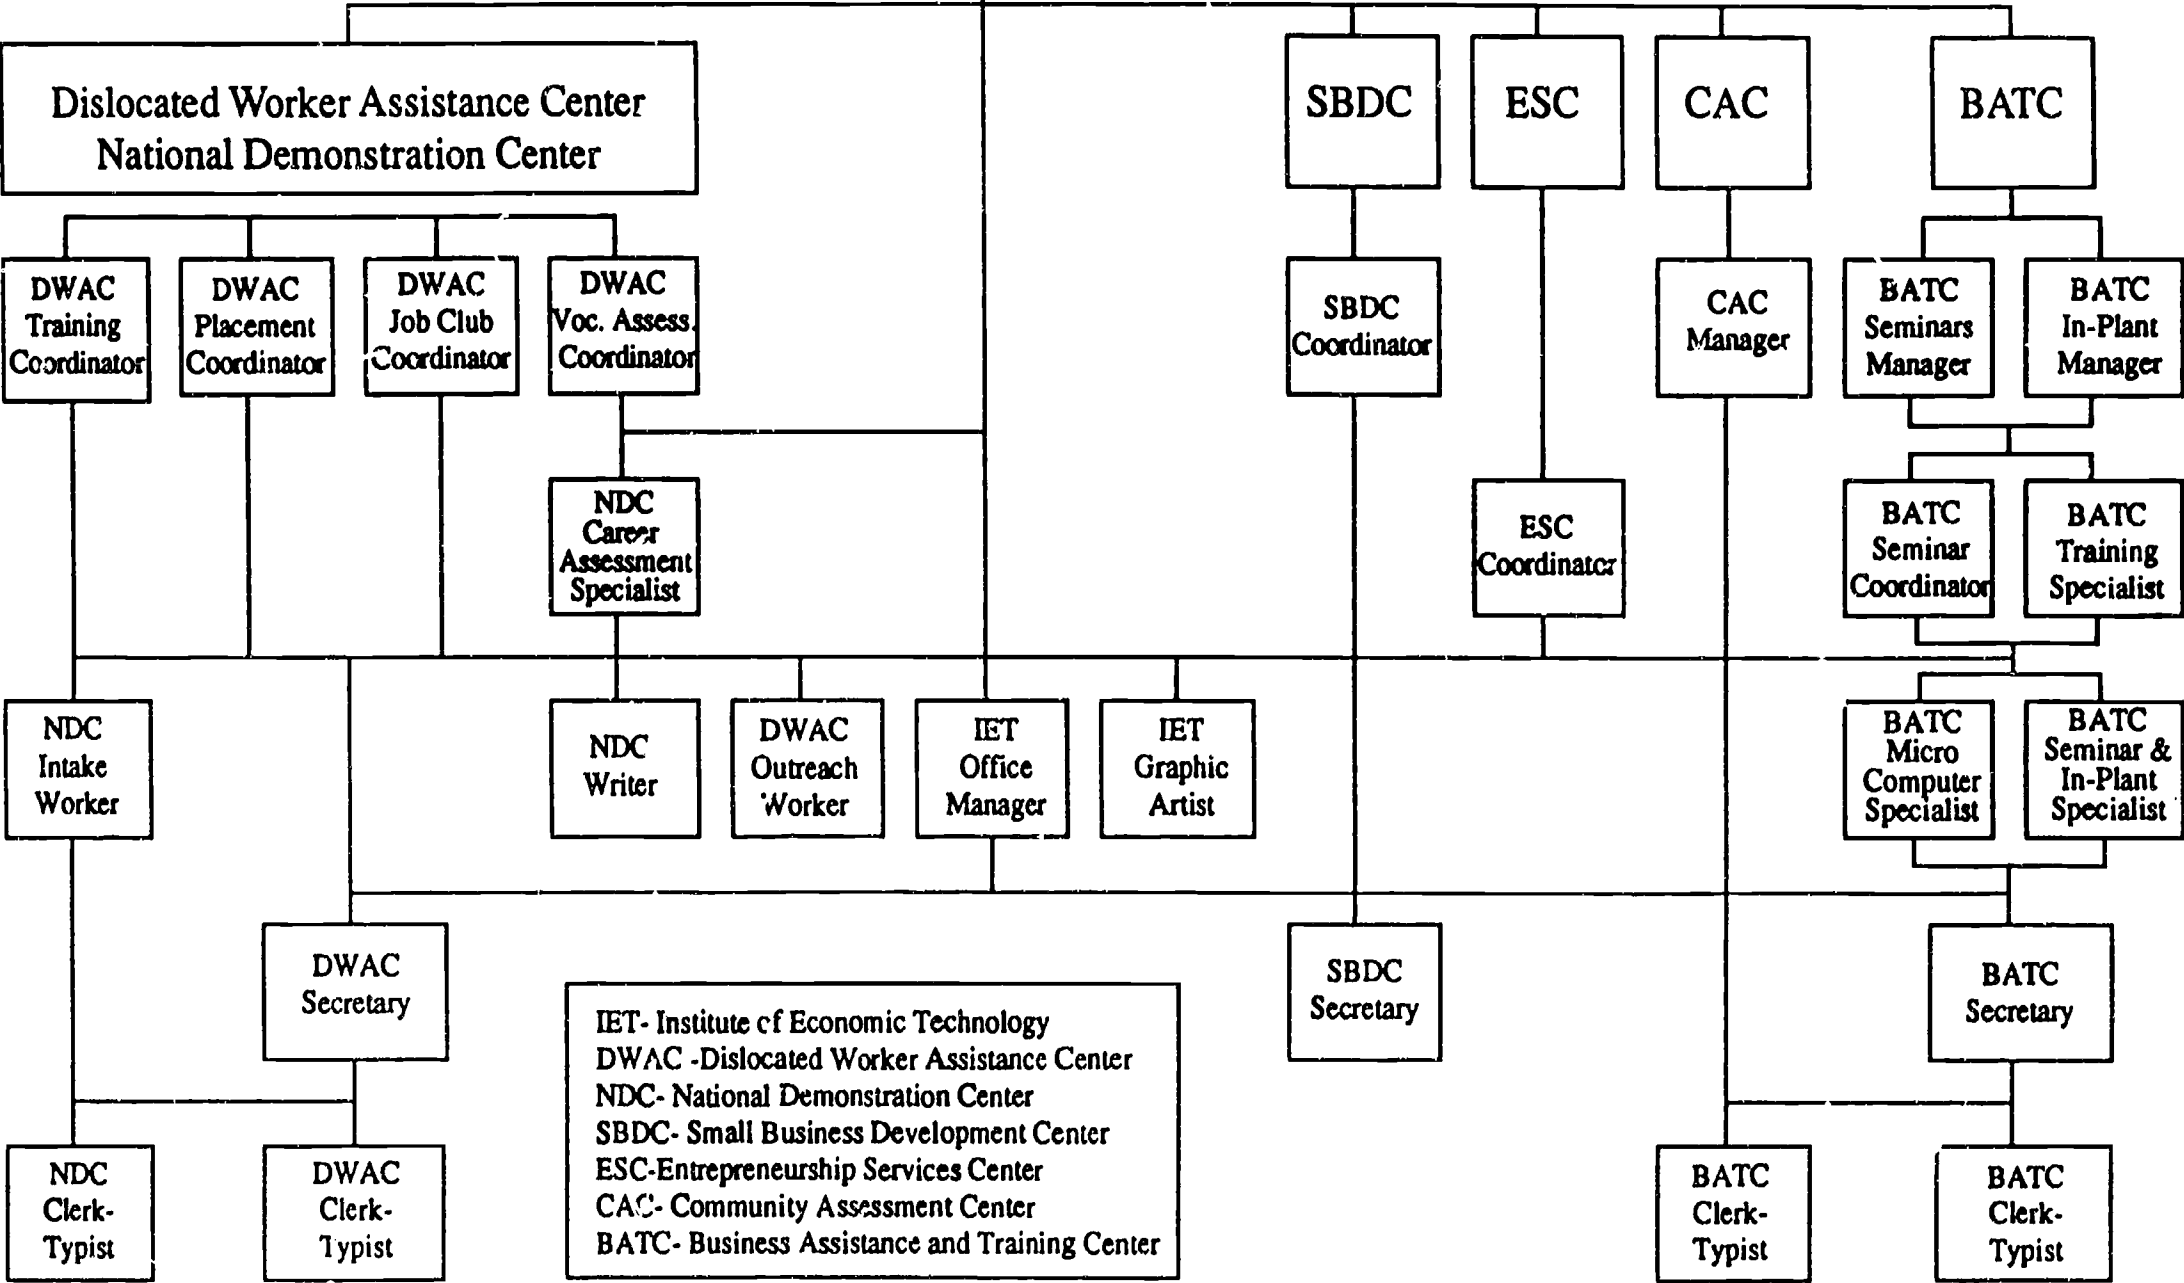 Dislocated Worker Assistance Center
National Demonstration Center
SBDC
ESC
CAC
BATC
DWAC
Training
Coordinator
DWAC
Placement
Coordinator
DWAC
Job Club
Coordinator
DWAC
Voc. Assess.
Coordinator
SBDC
Coordinator
CAC
Manager
BATC
Seminars
Manager
BATC
In-Plant
Manager
NDC
Career
Assessment
Specialist
ESC
Coordinator
BATC
Seminar
Coordinator
BATC
Training
Specialist
NDC
Intake
Worker
NDC
Writer
DWAC
Outreach
Worker
IET
Office
Manager
IET
Graphic
Artist
BATC
Micro
Computer
Specialist
BATC
Seminar &
In-Plant
Specialist
DWAC
Secretary
SBDC
Secretary
BATC
Secretary
IET- Institute of Economic Technology
DWAC -Dislocated Worker Assistance Center
NDC- National Demonstration Center
SBDC- Small Business Development Center
ESC-Entrepreneurship Services Center
CAC- Community Assessment Center
BATC- Business Assistance and Training Center
NDC
Clerk-
Typist
DWAC
Clerk-
Typist
BATC
Clerk-
Typist
BATC
Clerk-
Typist